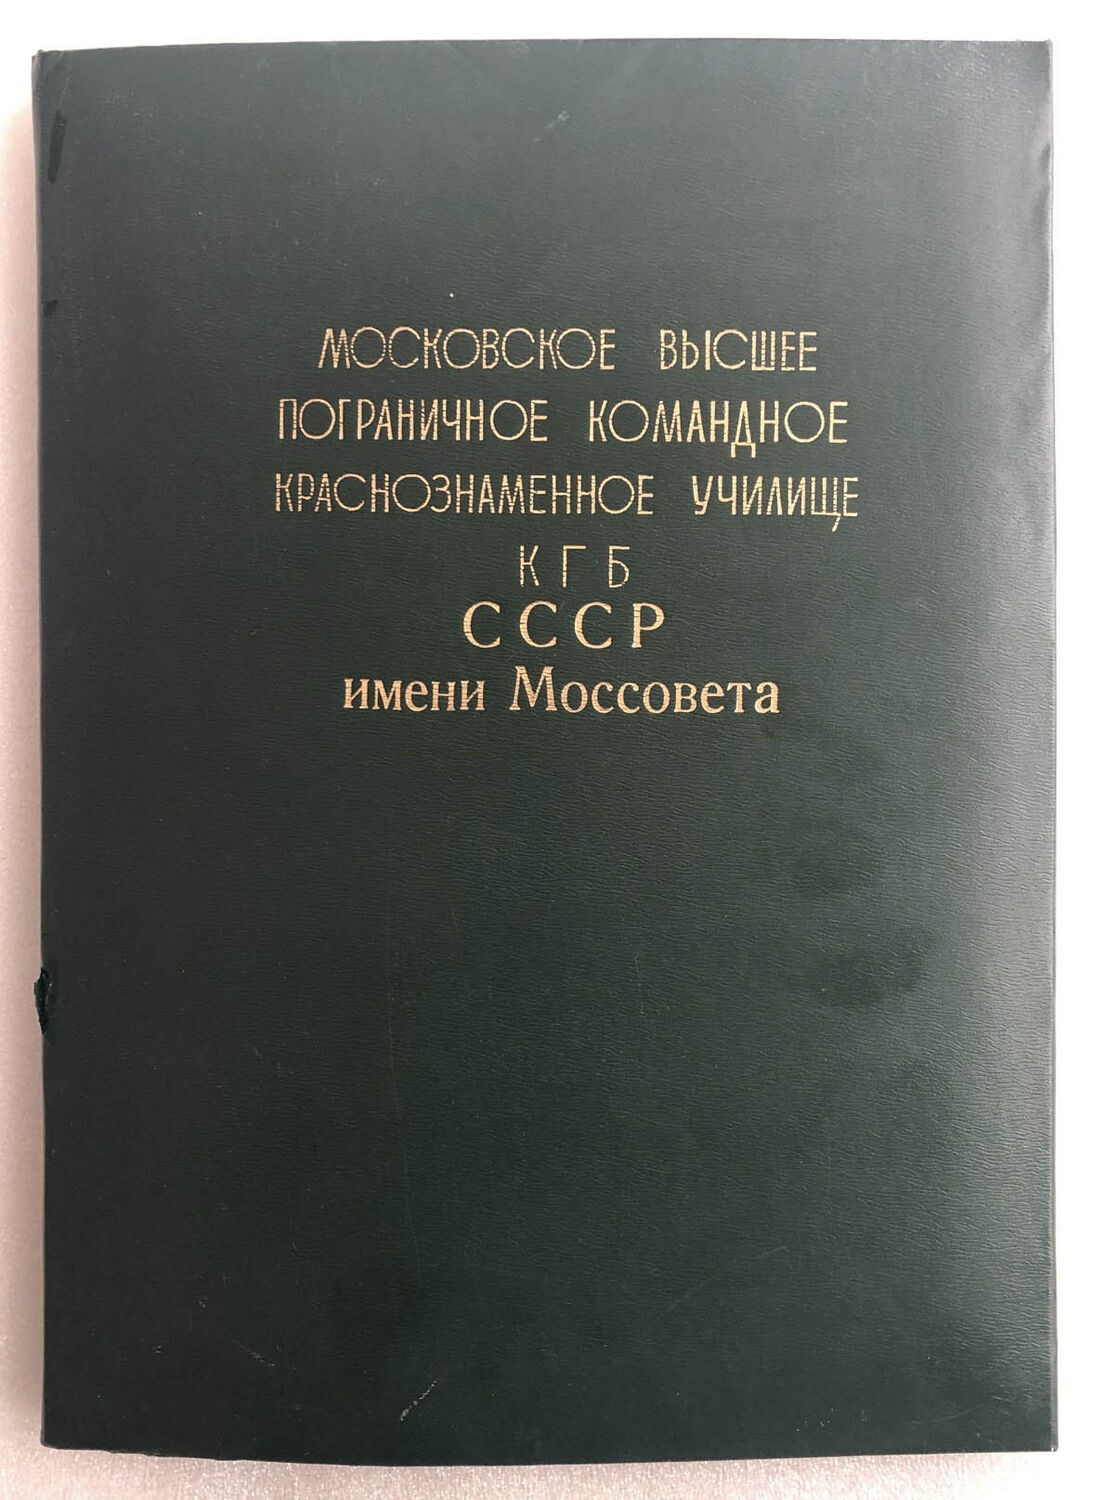 МОСКОВСКОЕ ВЫСШЕЕ
ПОГРАНИЧНОЕ КОМАНДНОЕ
КРАСНОЗНАМЕННОЕ УЧИЛИЩЕ
К Г Б
СССР
имени Моссовета